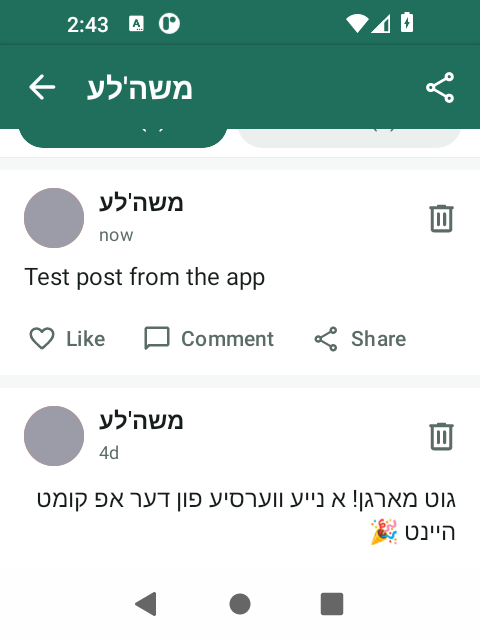 2:43
משה'לע
משה'לע
now
Test post from the app
Like Comment Share
משה'לע
4d
גוט מארגן! א נייע ווערסיע פון דער אפ קומט
היינט 🎉